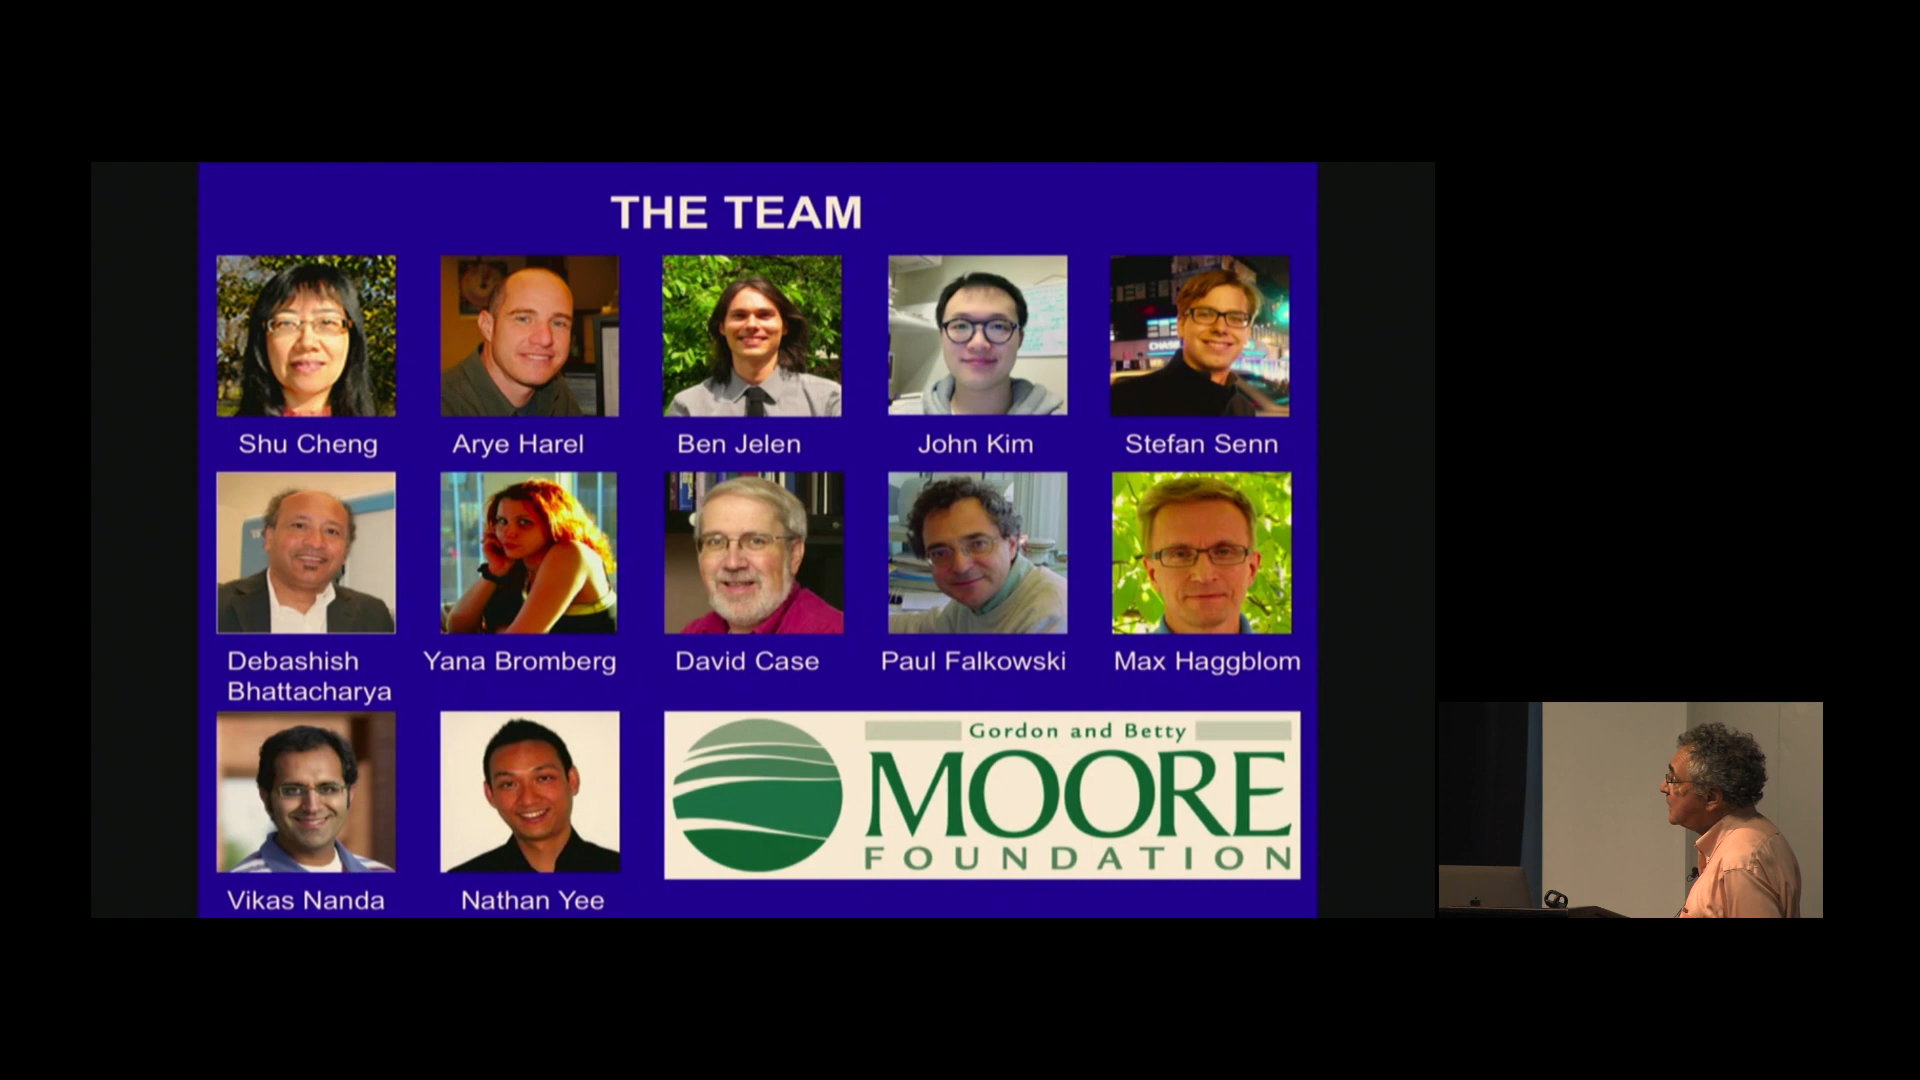 THE TEAM
Shu Cheng
Arye Harel
Ben Jelen
John Kim
Stefan Senn
Debashish
Bhattacharya
Yana Bromberg
David Case
Paul Falkowski
Max Haggblom
Vikas Nanda
Nathan Yee
Gordon and Betty
MOORE
FOUNDATION